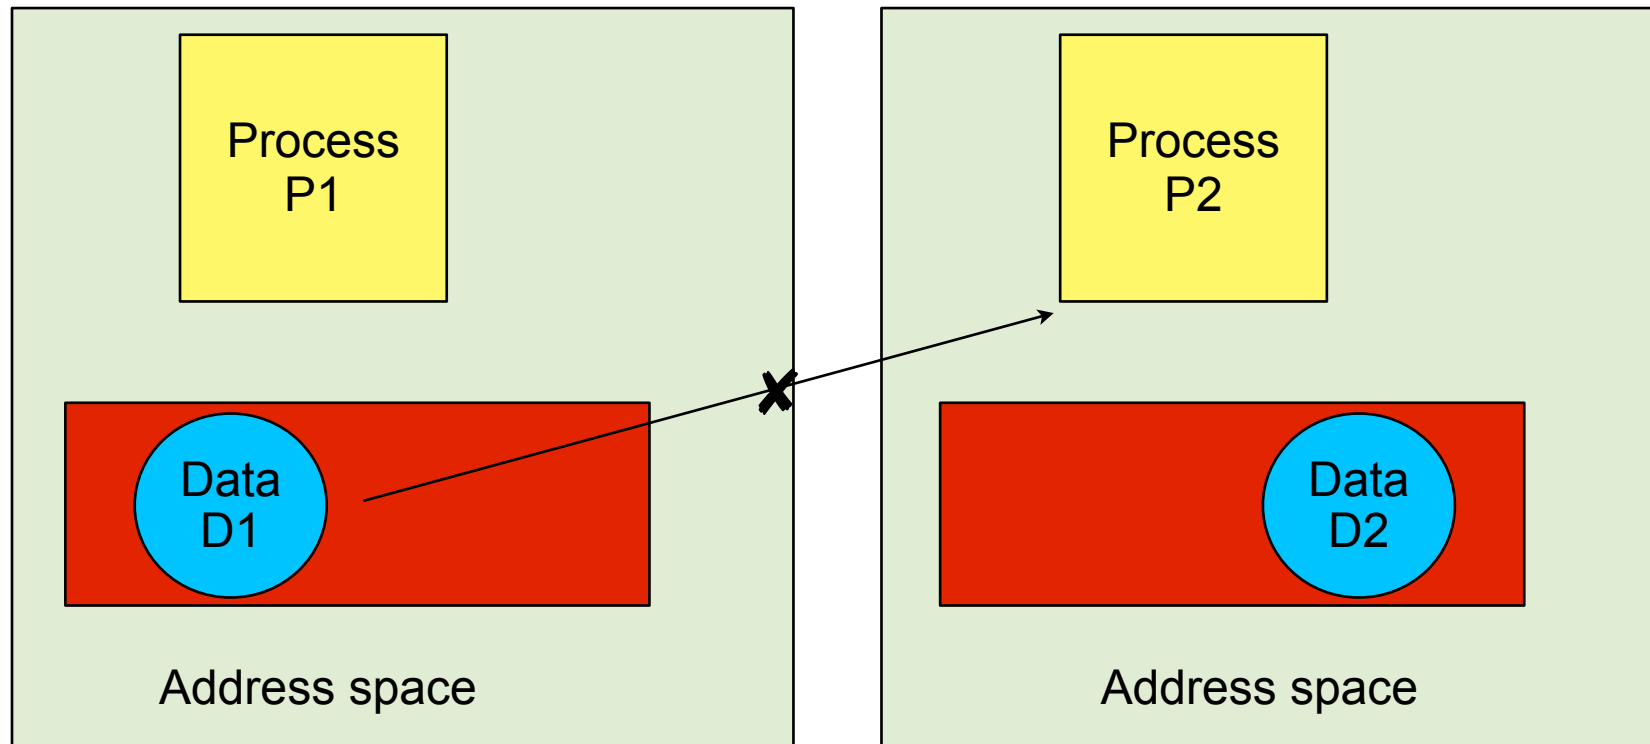 Process
P1
Process
P2
Data
D1
Data
D2
Address space
Address space